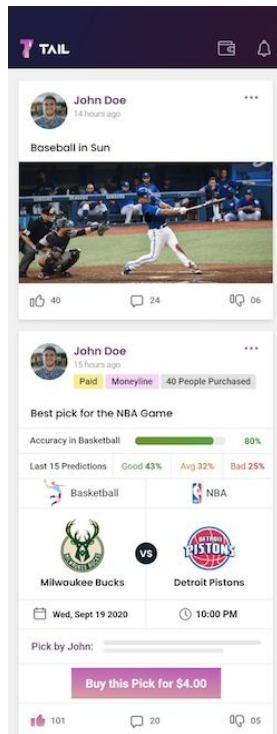 TAIL
John Doe
14 hours ago
Baseball in Sun
40 24 06
John Doe
15 hours ago
Paid Moneyline 40 People Purchased
Best pick for the NBA Game
Accuracy in Basketball 80%
Last 15 Predictions Good 43% Avg 32% Bad 25%
Basketball NBA
DETROIT
PISTONS
VS
Milwaukee Bucks Detroit Pistons
Wed, Sept 19 2020 10:00 PM
Pick by John:
Buy this Pick for $4.00
101 20 05